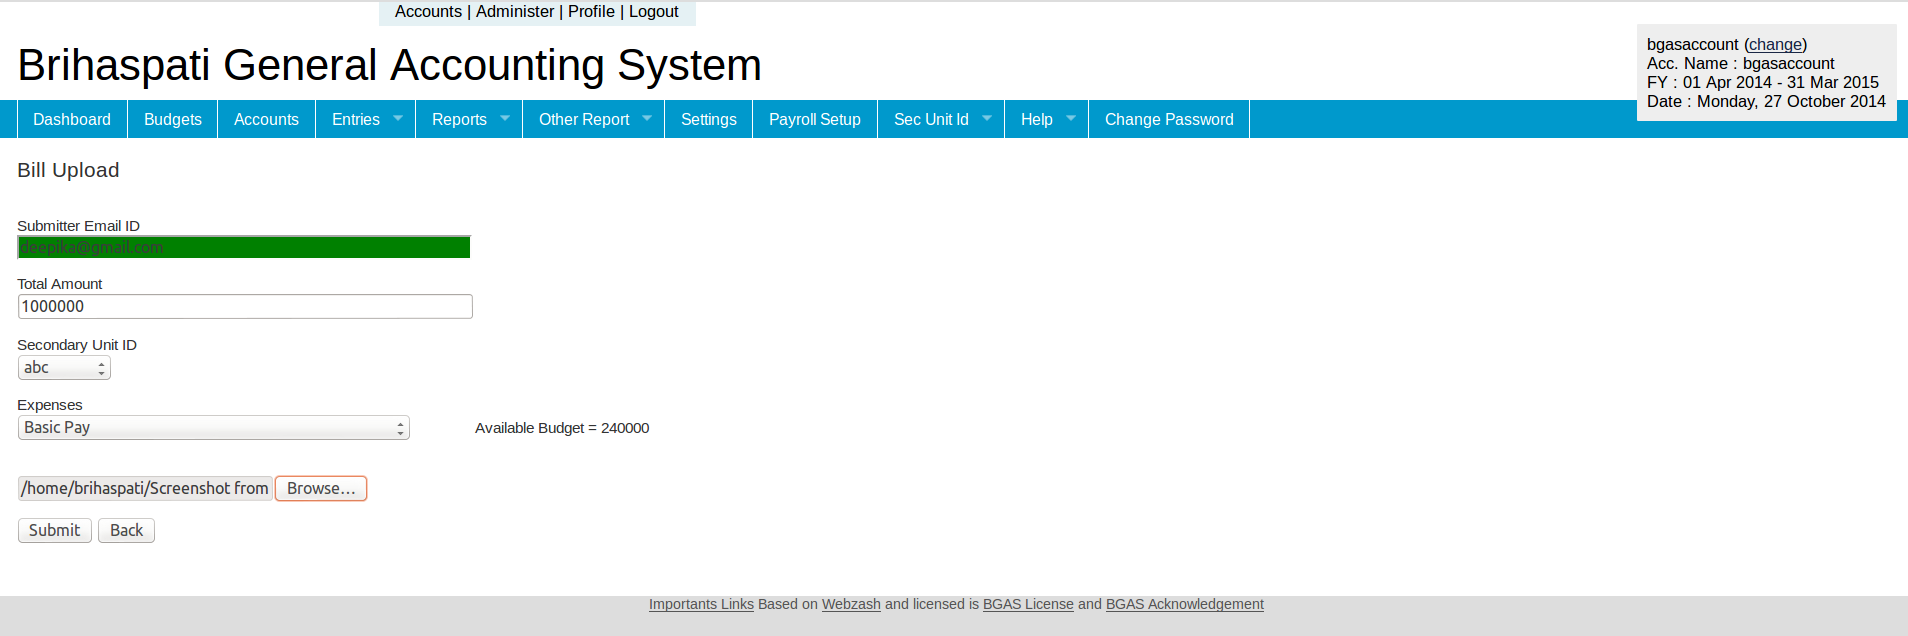 Accounts | Administer | Profile | Logout
Brihaspati General Accounting System
bgasaccount (change)
Acc. Name : bgasaccount
FY : 01 Apr 2014 - 31 Mar 2015
Date : Monday, 27 October 2014
Dashboard Budgets Accounts Entries Reports Other Report Settings Payroll Setup Sec Unit Id Help Change Password
Bill Upload
Submitter Email ID
deepika@gmail.com
Total Amount
1000000
Secondary Unit ID
abc
Expenses
Basic Pay Available Budget = 240000
/home/brihaspati/Screenshot from Browse...
Submit Back
Importants Links Based on Webzash and licensed is BGAS License and BGAS Acknowledgement